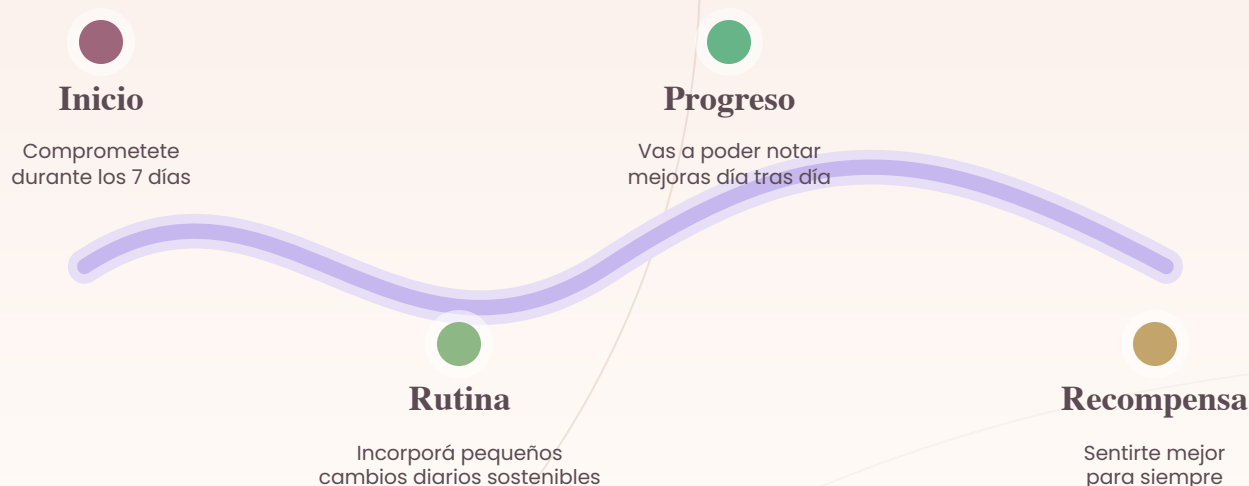 Inicio
Comprometete
durante los 7 días
Progreso
Vas a poder notar
mejoras día tras día
Rutina
Incorporá pequeños
cambios diarios sostenibles
Recompensa
Sentirte mejor
para siempre